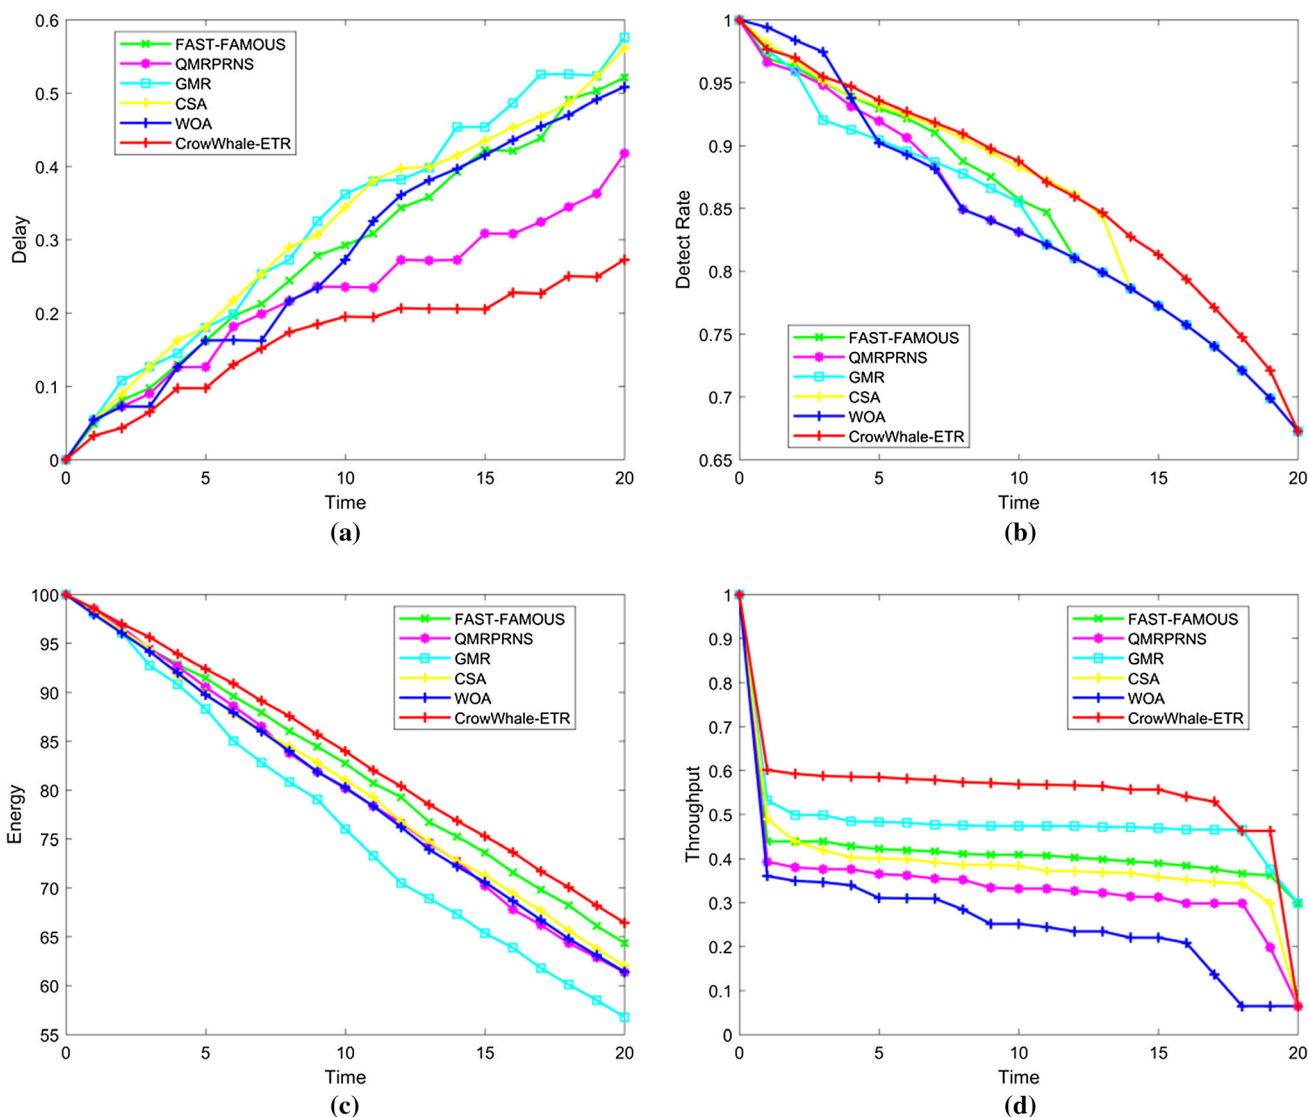 0.6
0.5
0.4
0.3
0.2
0.1
0
Delay
FAST-FAMOUS
QMRPRNS
GMR
CSA
WOA
CrowWhale-ETR
0 5 10 15 20
Time
(a)
1
0.95
0.9
0.85
0.8
0.75
0.7
0.65
Detect Rate
FAST-FAMOUS
QMRPRNS
GMR
CSA
WOA
CrowWhale-ETR
0 5 10 15 20
Time
(b)
100
95
90
85
80
75
70
65
60
55
Energy
FAST-FAMOUS
QMRPRNS
GMR
CSA
WOA
CrowWhale-ETR
0 5 10 15 20
Time
(c)
1
0.9
0.8
0.7
0.6
0.5
0.4
0.3
0.2
0.1
0
Throughput
FAST-FAMOUS
QMRPRNS
GMR
CSA
WOA
CrowWhale-ETR
0 5 10 15 20
Time
(d)